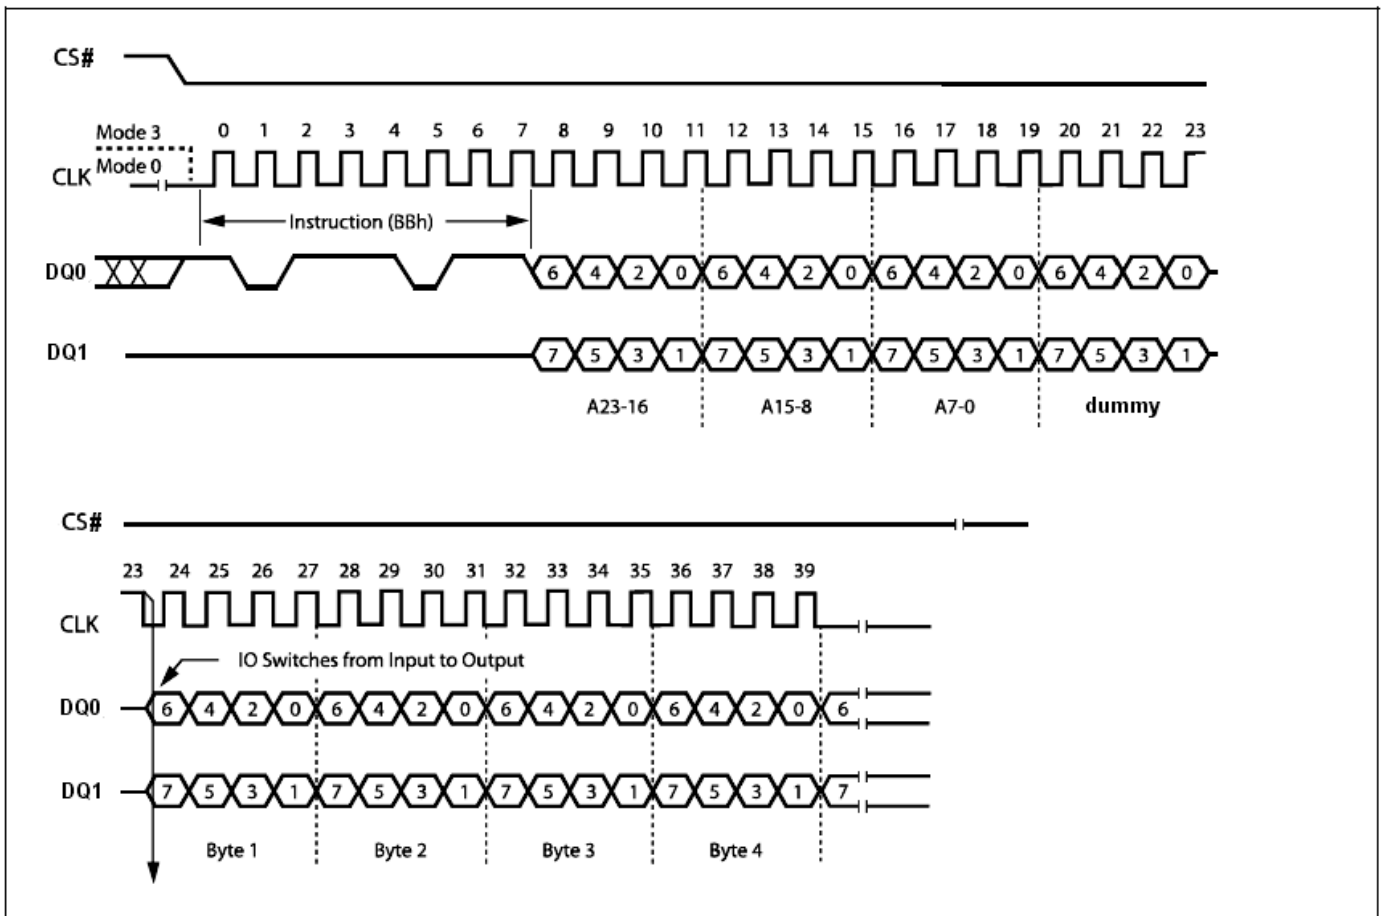 CS#
0 1 2 3 4 5 6 7 8 9 10 11 12 13 14 15 16 17 18 19 20 21 22 23
Mode 3
Mode 0
CLK
Instruction (BBh)
DQ0 6 4 2 0 6 4 2 0 6 4 2 0 6 4 2 0
DQ1 7 5 3 1 7 5 3 1 7 5 3 1 7 5 3 1
A23-16 A15-8 A7-0 dummy
CS#
23 24 25 26 27 28 29 30 31 32 33 34 35 36 37 38 39
CLK
IO Switches from Input to Output
DQ0 6 4 2 0 6 4 2 0 6 4 2 0 6 4 2 0 6
DQ1 7 5 3 1 7 5 3 1 7 5 3 1 7 5 3 1 7
Byte 1 Byte 2 Byte 3 Byte 4